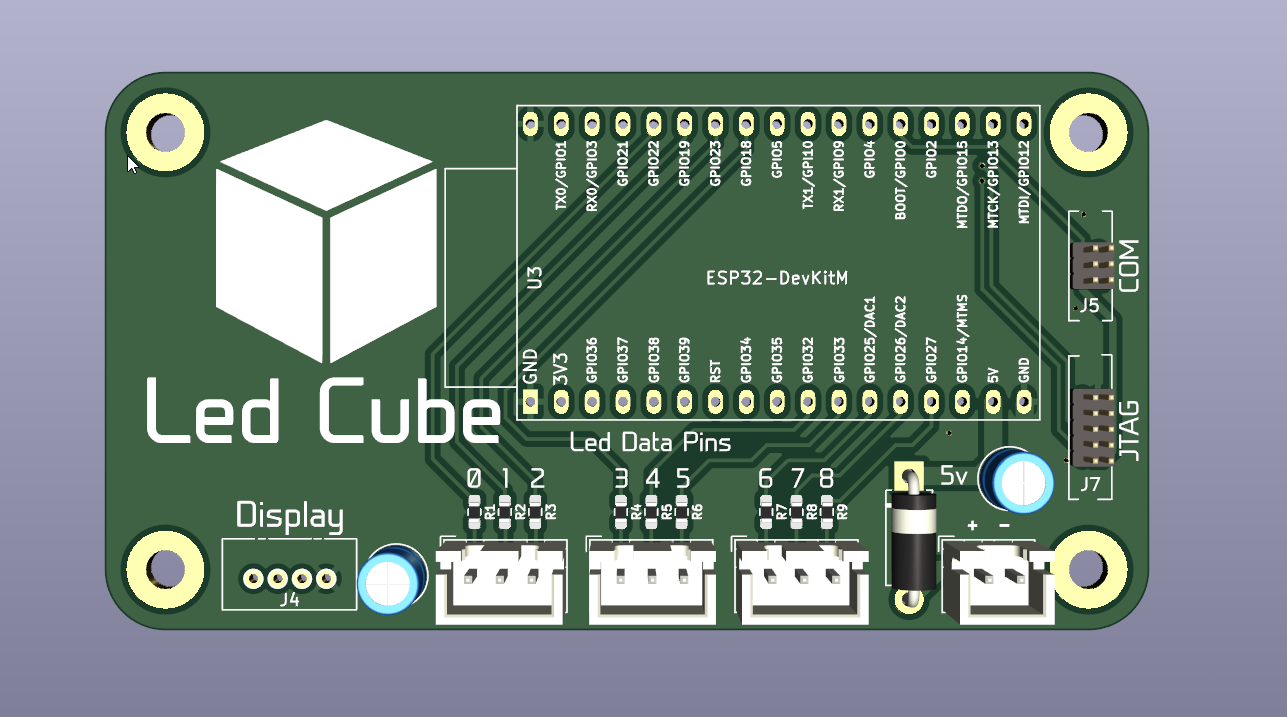 TX0/GPIO1
RX0/GPIO3
GPIO21
GPIO22
GPIO19
GPIO23
GPIO18
GPIO5
TX1/GPI10
RX1/GPIO9
GPIO4
BOOT/GPIO0
GPIO2
MTDO/GPIO15
MTCK/GPIO13
MTDI/GPIO12
U3
ESP32-DevKitM
COM
J5
GND
3V3
GPIO36
GPIO37
GPIO38
GPIO39
RST
GPIO34
GPIO35
GPIO32
GPIO33
GPIO25/DAC1
GPIO26/DAC2
GPIO27
GPIO14/MTMS
5V
GND
Led Cube
Led Data Pins
JTAG
J7
0 1 2 3 4 5 6 7 8
5v
R1 R2 R3 R4 R5 R6 R7 R8 R9
Display
+ -
J4